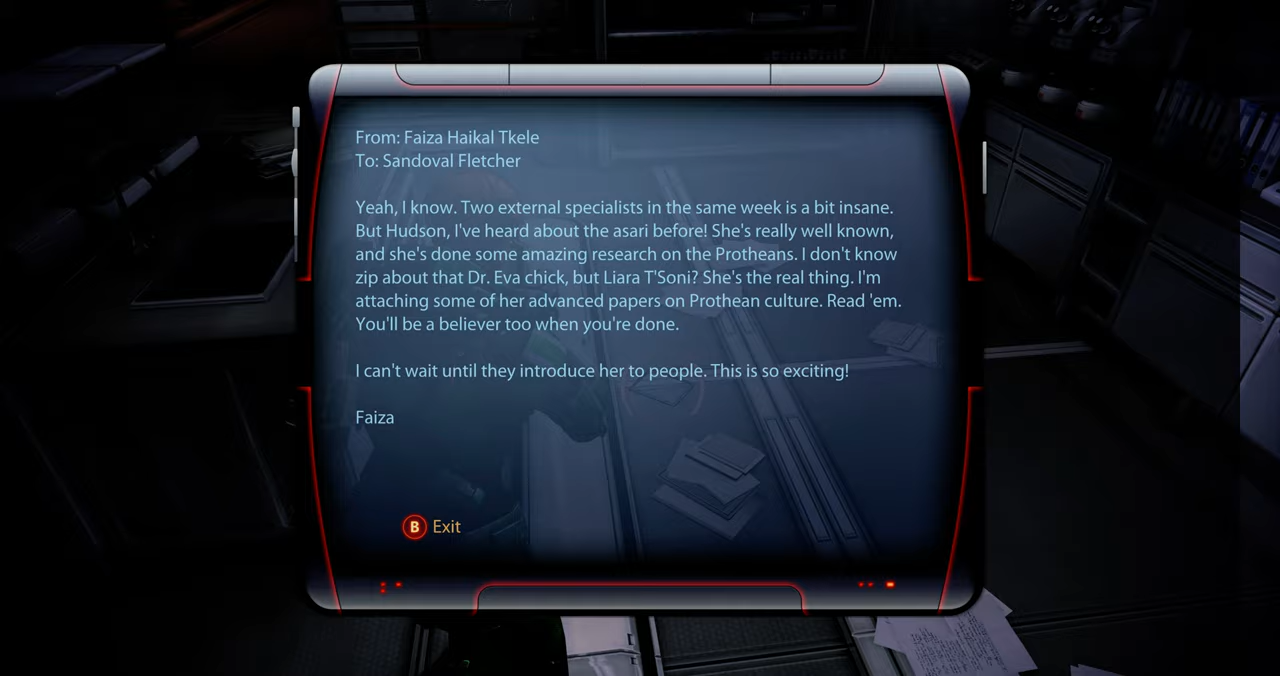 From: Faiza Haikal Tkele
To: Sandoval Fletcher
Yeah, I know. Two external specialists in the same week is a bit insane.
But Hudson, I've heard about the asari before! She's really well known,
and she's done some amazing research on the Protheans. I don't know
zip about that Dr. Eva chick, but Liara T'Soni? She's the real thing. I'm
attaching some of her advanced papers on Prothean culture. Read 'em.
You'll be a believer too when you're done.
I can't wait until they introduce her to people. This is so exciting!
Faiza
B Exit